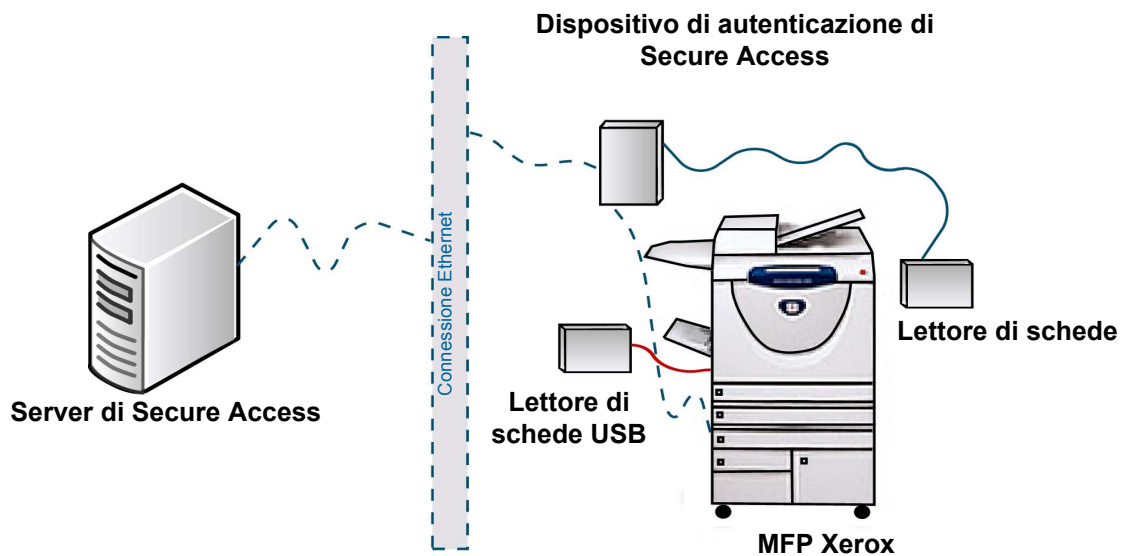 Dispositivo di autenticazione di
Secure Access
Connessione Ethernet
Lettore di schede
Server di Secure Access
Lettore di
schede USB
MFP Xerox